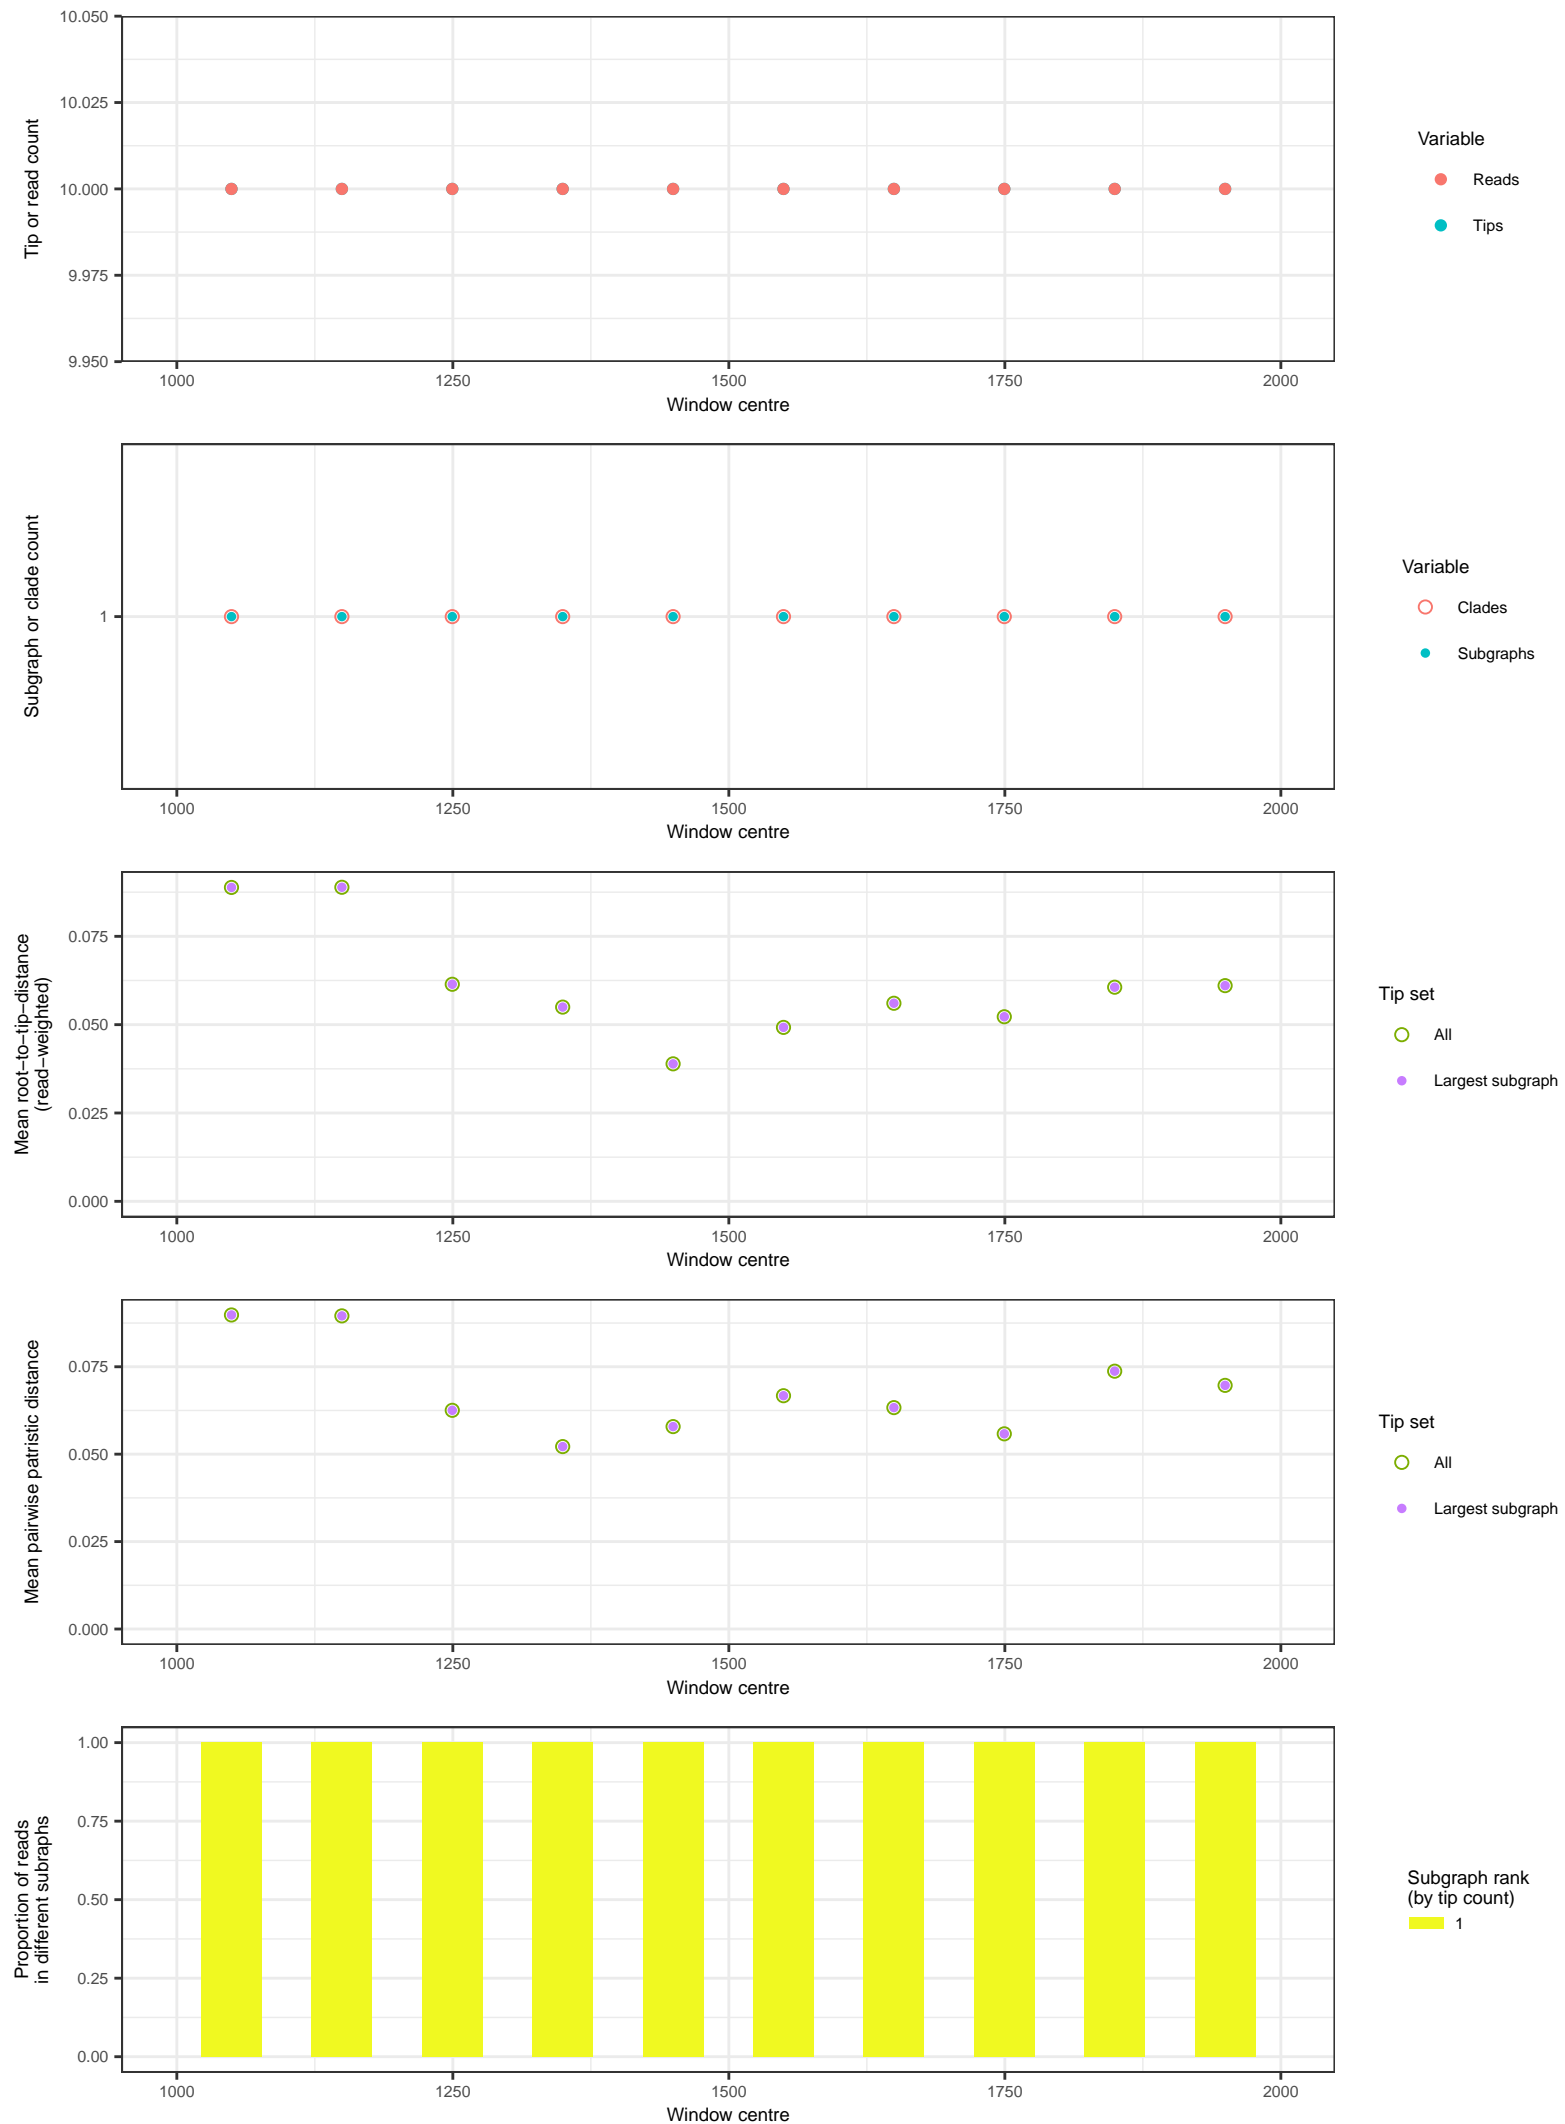 10.050
10.025
10.000
9.975
9.950
Tip or read count
1000 1250 1500 1750 2000
Window centre
Variable
Reads
Tips
Subgraph or clade count
1
1000 1250 1500 1750 2000
Window centre
Variable
Clades
Subgraphs
Mean root−to−tip−distance
(read−weighted)
0.075
0.050
0.025
0.000
1000 1250 1500 1750 2000
Window centre
Tip set
All
Largest subgraph
Mean pairwise patristic distance
0.075
0.050
0.025
0.000
1000 1250 1500 1750 2000
Window centre
Tip set
All
Largest subgraph
Proportion of reads
in different subraphs
1.00
0.75
0.50
0.25
0.00
1000 1250 1500 1750 2000
Window centre
Subgraph rank
(by tip count)
1